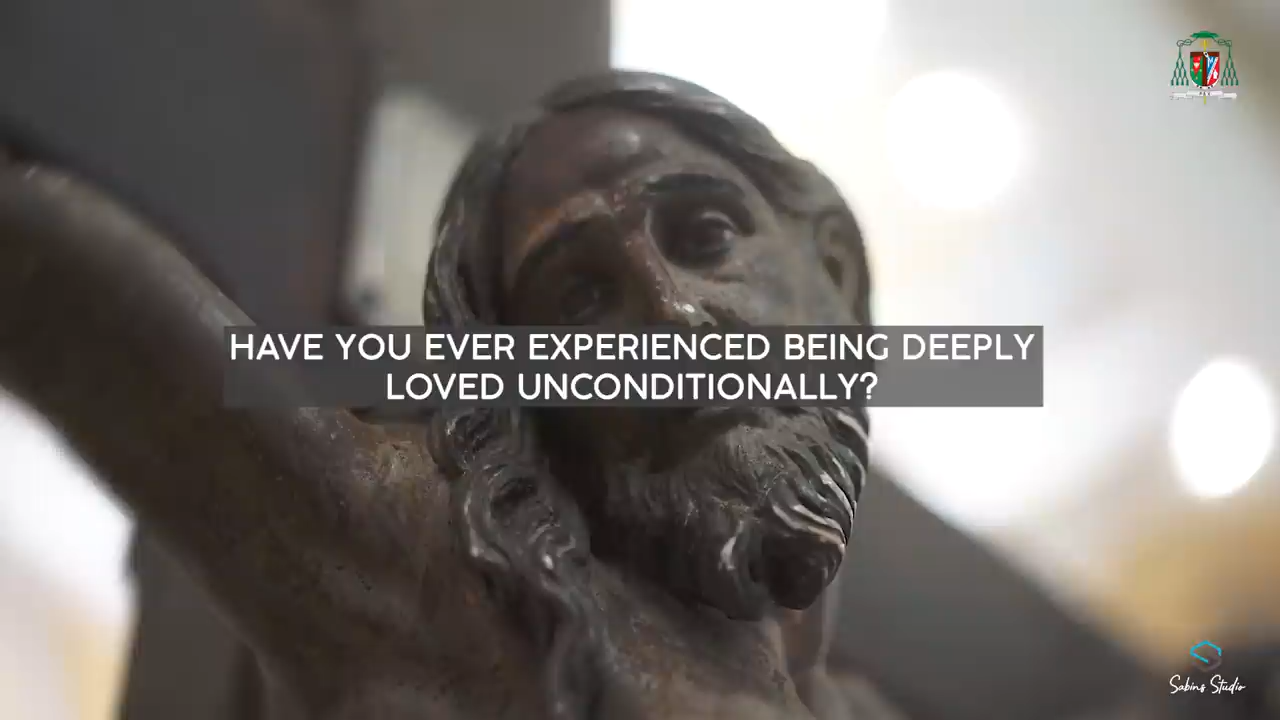 HAVE YOU EVER EXPERIENCED BEING DEEPLY
LOVED UNCONDITIONALLY?
Sabins Studio